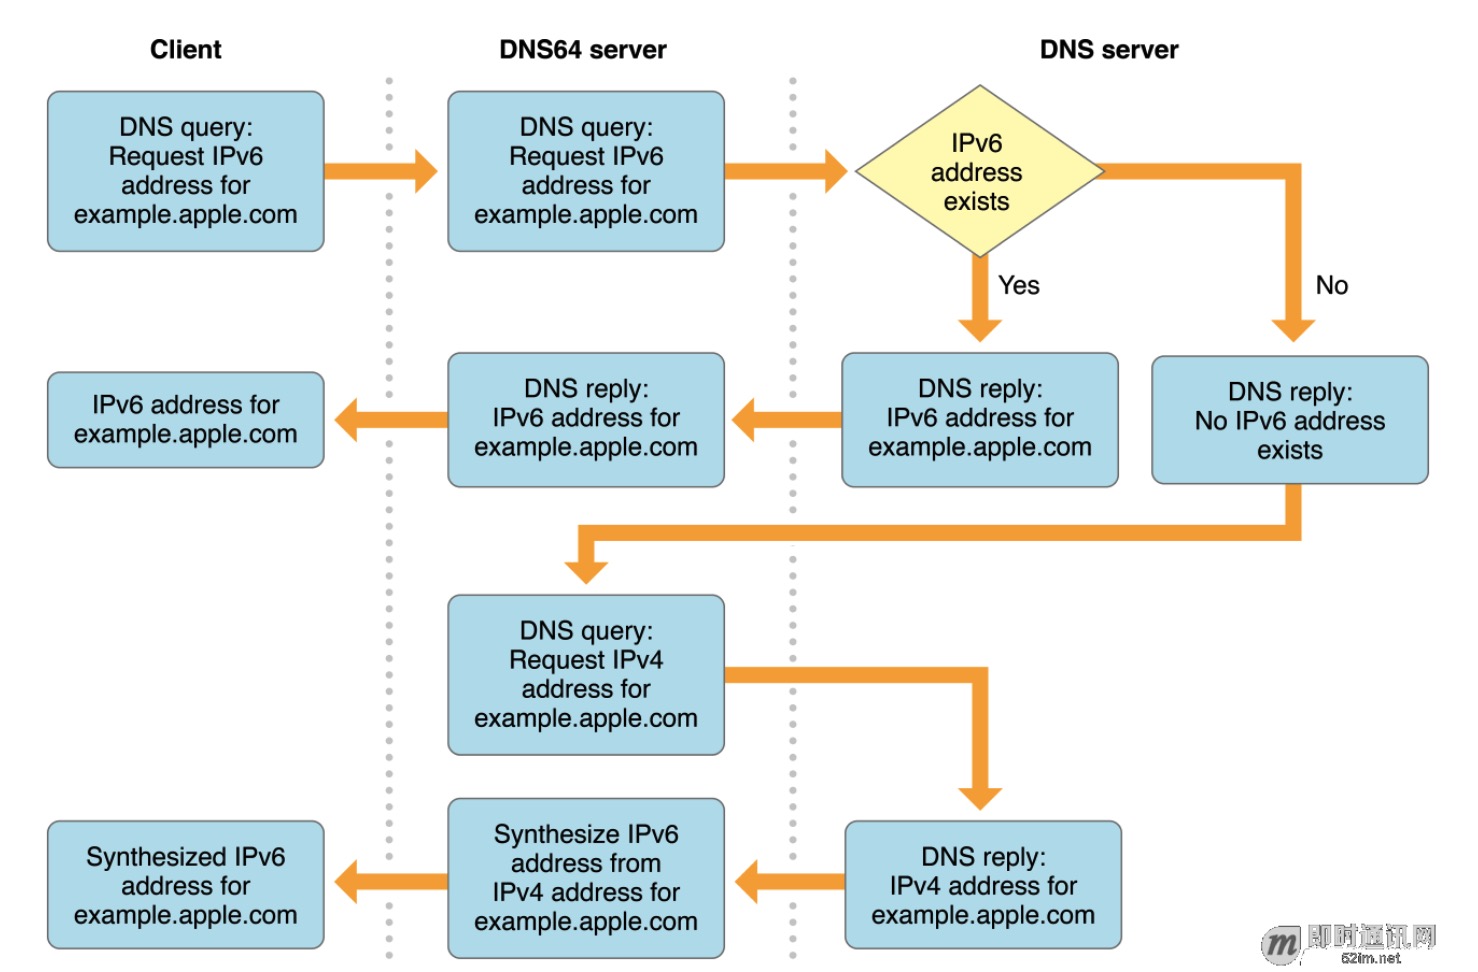 Client
DNS64 server
DNS server
DNS query:
Request IPv6
address for
example.apple.com
DNS query:
Request IPv6
address for
example.apple.com
IPv6
address
exists
Yes
No
IPv6 address for
example.apple.com
DNS reply:
IPv6 address for
example.apple.com
DNS reply:
IPv6 address for
example.apple.com
DNS reply:
No IPv6 address
exists
DNS query:
Request IPv4
address for
example.apple.com
Synthesized IPv6
address for
example.apple.com
Synthesize IPv6
address from
IPv4 address for
example.apple.com
DNS reply:
IPv4 address for
example.apple.com
m 即时通讯网
52im.net